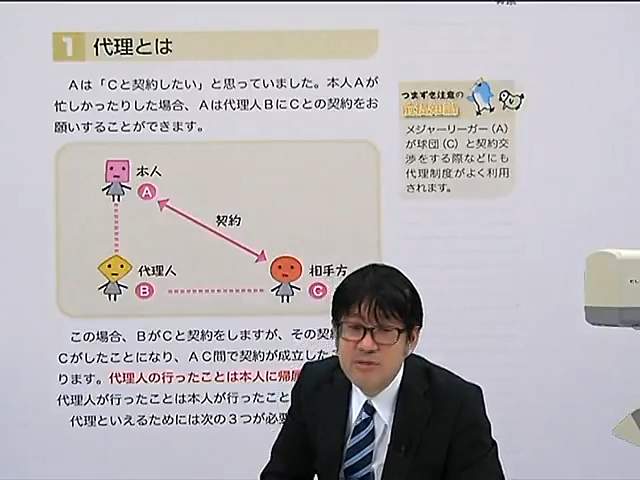 1 代理とは
Aは「Cと契約したい」と思っていました。本人Aが
忙しかったりした場合、Aは代理人BにCとの契約をお
願いすることができます。
本人
A
契約
代理人
B
相手方
C
つまずき注意の
前提知識
メジャーリーガー(A)
が球団(C)と契約交
渉をする際などにも
代理制度がよく利用
されます。
この場合、BがCと契約をしますが、その契
Cがしたことになり、AC間で契約が成立した
ります。代理人の行ったことは本人に帰属
代理人が行ったことは本人が行ったこと
代理といえるためには次の3つが必要